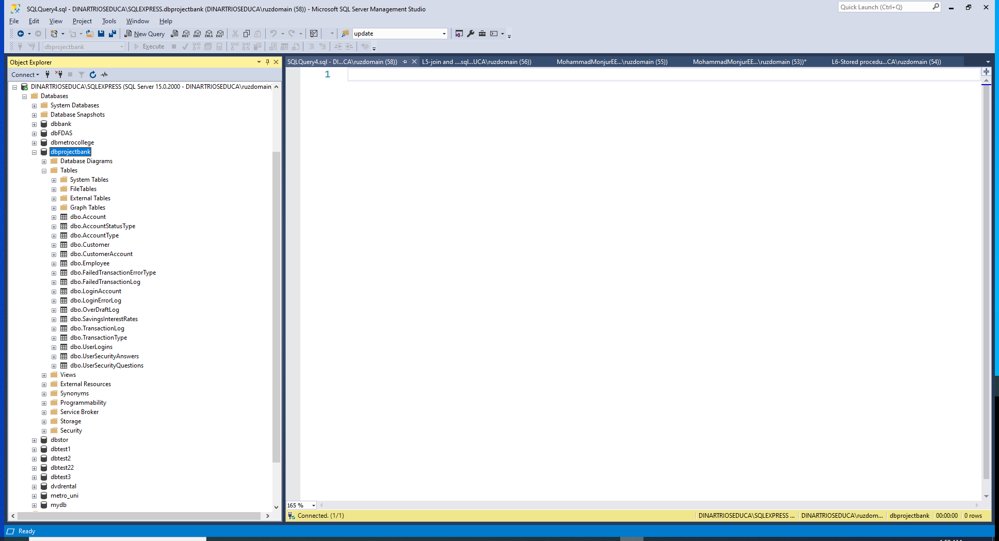 SQLQuery4.sql - DINARTRIOSEDUCA\SQLEXPRESS.dbprojectbank (DINARTRIOSEDUCA\ruzdomain (58)) - Microsoft SQL Server Management Studio
Quick Launch (Ctrl+Q)
File Edit View Project Tools Window Help
New Query MDX DMX XMLA DAX update
dbprojectbank Execute
Object Explorer
SQLQuery4.sql - DI...CA\ruzdomain (58)) L5-join and ....sql...UCA\ruzdomain (56)) MohammadMonjurEE...\ruzdomain (55)) MohammadMonjurEE...\ruzdomain (53))* L6-Stored procedu...CA\ruzdomain (54))
Connect
1
DINARTRIOSEDUCA\SQLEXPRESS (SQL Server 15.0.2000 - DINARTRIOSEDUCA\ruzdomain
Databases
System Databases
Database Snapshots
dbbank
dbFDAS
dbmetrocollege
dbprojectbank
Database Diagrams
Tables
System Tables
FileTables
External Tables
Graph Tables
dbo.Account
dbo.AccountStatusType
dbo.AccountType
dbo.Customer
dbo.CustomerAccount
dbo.Employee
dbo.FailedTransactionErrorType
dbo.FailedTransactionLog
dbo.LoginAccount
dbo.LoginErrorLog
dbo.OverDraftLog
dbo.SavingsInterestRates
dbo.TransactionLog
dbo.TransactionType
dbo.UserLogins
dbo.UserSecurityAnswers
dbo.UserSecurityQuestions
Views
External Resources
Synonyms
Programmability
Service Broker
Storage
Security
dbstor
dbtest1
dbtest2
dbtest22
dbtest3
dvdrental
metro_uni
mydb
165 %
Connected. (1/1) DINARTRIOSEDUCA\SQLEXPRESS ... DINARTRIOSEDUCA\ruzdom... dbprojectbank 00:00:00 0 rows
Ready